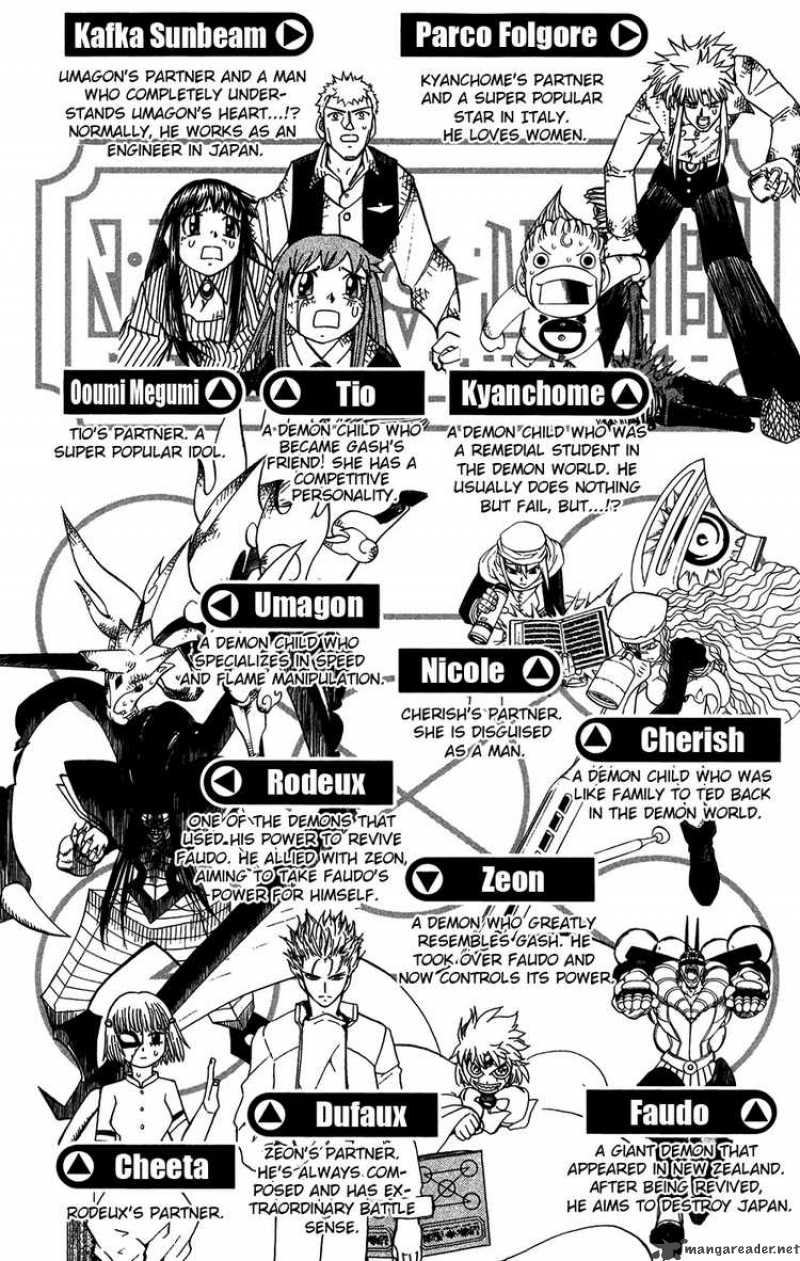 Kafka Sunbeam
UMAGON'S PARTNER AND A MAN
WHO COMPLETELY UNDER-
STANDS UMAGON'S HEART...!?
NORMALLY, HE WORKS AS AN
ENGINEER IN JAPAN.
Parco Folgore
KYANCHOME'S PARTNER
AND A SUPER POPULAR
STAR IN ITALY.
HE LOVES WOMEN.
Ooumi Megumi
TIO'S PARTNER. A
SUPER POPULAR IDOL.
Tio
A DEMON CHILD WHO
BECAME GASH'S
FRIEND! SHE HAS A
COMPETITIVE
PERSONALITY.
Kyanchome
A DEMON CHILD WHO WAS
A REMEDIAL STUDENT IN
THE DEMON WORLD. HE
USUALLY DOES NOTHING
BUT FAIL, BUT...!?
Umagon
A DEMON CHILD WHO
SPECIALIZES IN SPEED
AND FLAME MANIPULATION.
Nicole
CHERISH'S PARTNER.
SHE IS DISGUISED
AS A MAN.
Cherish
A DEMON CHILD WHO WAS
LIKE FAMILY TO TED BACK
IN THE DEMON WORLD.
Rodeux
ONE OF THE DEMONS THAT
USED HIS POWER TO REVIVE
FAUDO. HE ALLIED WITH ZEON,
AIMING TO TAKE FAUDO'S
POWER FOR HIMSELF.
Zeon
A DEMON WHO GREATLY
RESEMBLES GASH. HE
TOOK OVER FAUDO AND
NOW CONTROLS ITS POWER.
Cheeta
RODEUX'S PARTNER.
Dufaux
ZEON'S PARTNER.
HE'S ALWAYS COM-
POSED AND HAS EX-
TRAORDINARY BATTLE
SENSE.
Faudo
A GIANT DEMON THAT
APPEARED IN NEW ZEALAND.
AFTER BEING REVIVED,
HE AIMS TO DESTROY JAPAN.
mangareader.net